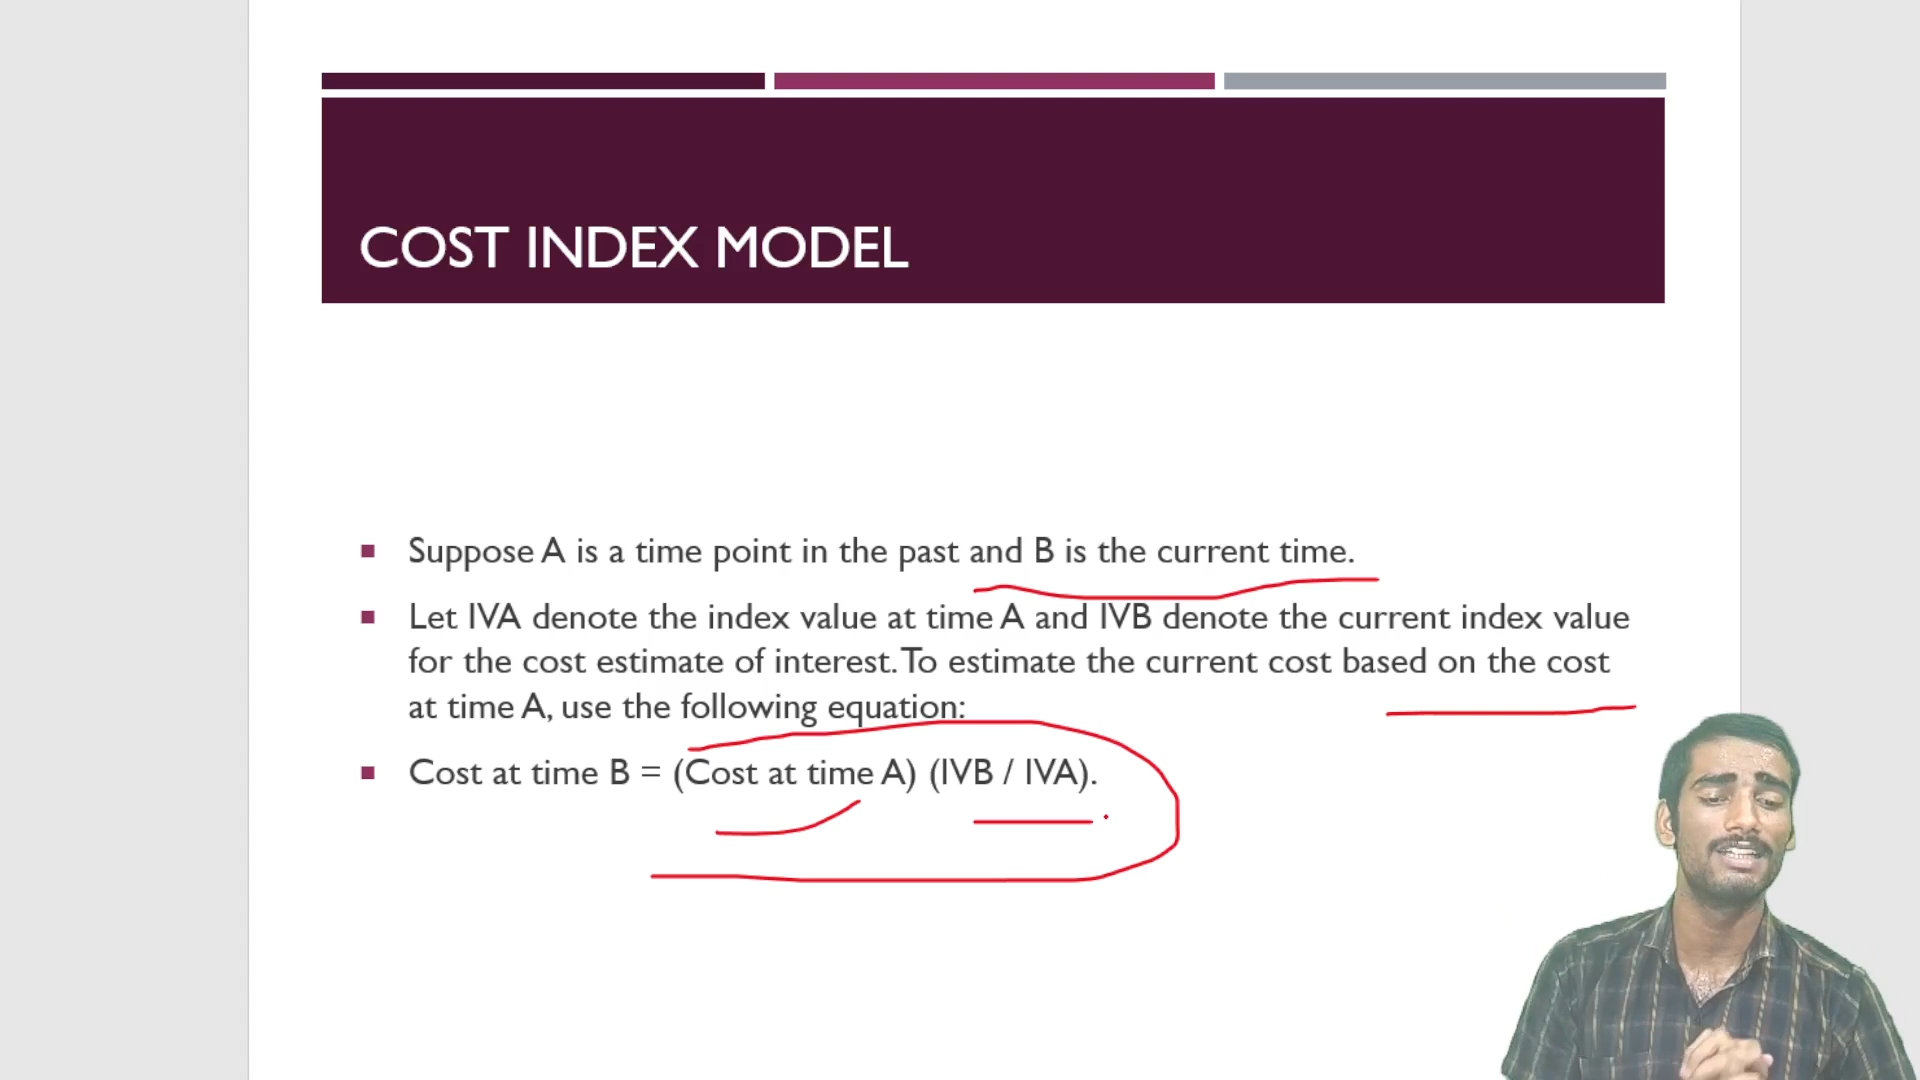 COST INDEX MODEL
Suppose A is a time point in the past and B is the current time.
Let IVA denote the index value at time A and IVB denote the current index value
for the cost estimate of interest. To estimate the current cost based on the cost
at time A, use the following equation:
Cost at time B = (Cost at time A) (IVB / IVA).